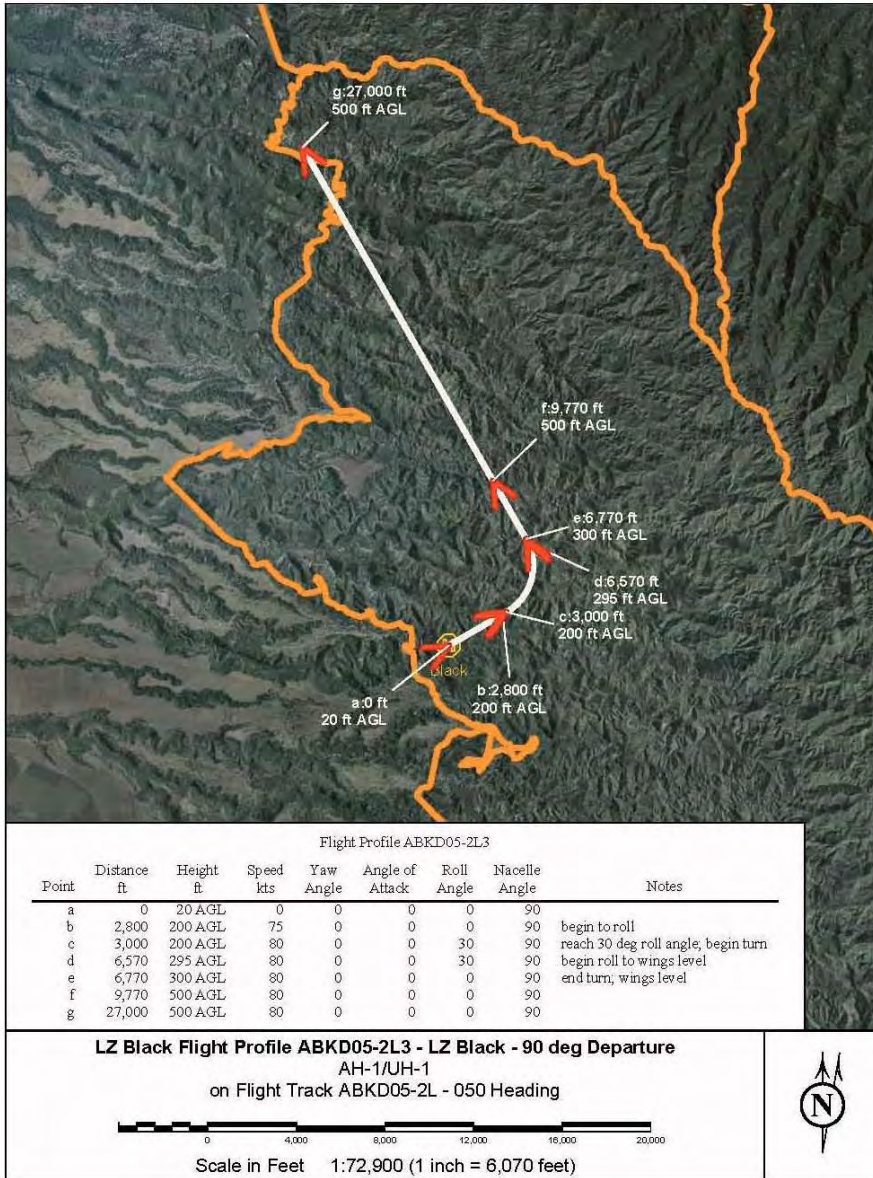 g:27,000 ft
500 ft AGL
f:9,770 ft
500 ft AGL
e:6,770 ft
300 ft AGL
d:6,570 ft
295 ft AGL
c:3,000 ft
200 ft AGL
Black
b:2,800 ft
200 ft AGL
a:0 ft
20 ft AGL
Flight Profile ABKD05-2L3
Point Distance ft Height ft Speed kts Yaw Angle Angle of Attack Roll Angle Nacelle Angle Notes
a 0 20 AGL 0 0 0 0 90
b 2,800 200 AGL 75 0 0 0 90 begin to roll
c 3,000 200 AGL 80 0 0 30 90 reach 30 deg roll angle, begin turn
d 6,570 295 AGL 80 0 0 30 90 begin roll to wings level
e 6,770 300 AGL 80 0 0 0 90 end turn; wings level
f 9,770 500 AGL 80 0 0 0 90
g 27,000 500 AGL 80 0 0 0 90
LZ Black Flight Profile ABKD05-2L3 - LZ Black - 90 deg Departure
AH-1/UH-1
on Flight Track ABKD05-2L - 050 Heading
0 4,000 8,000 12,000 16,000 20,000
Scale in Feet 1:72,900 (1 inch = 6,070 feet)
N